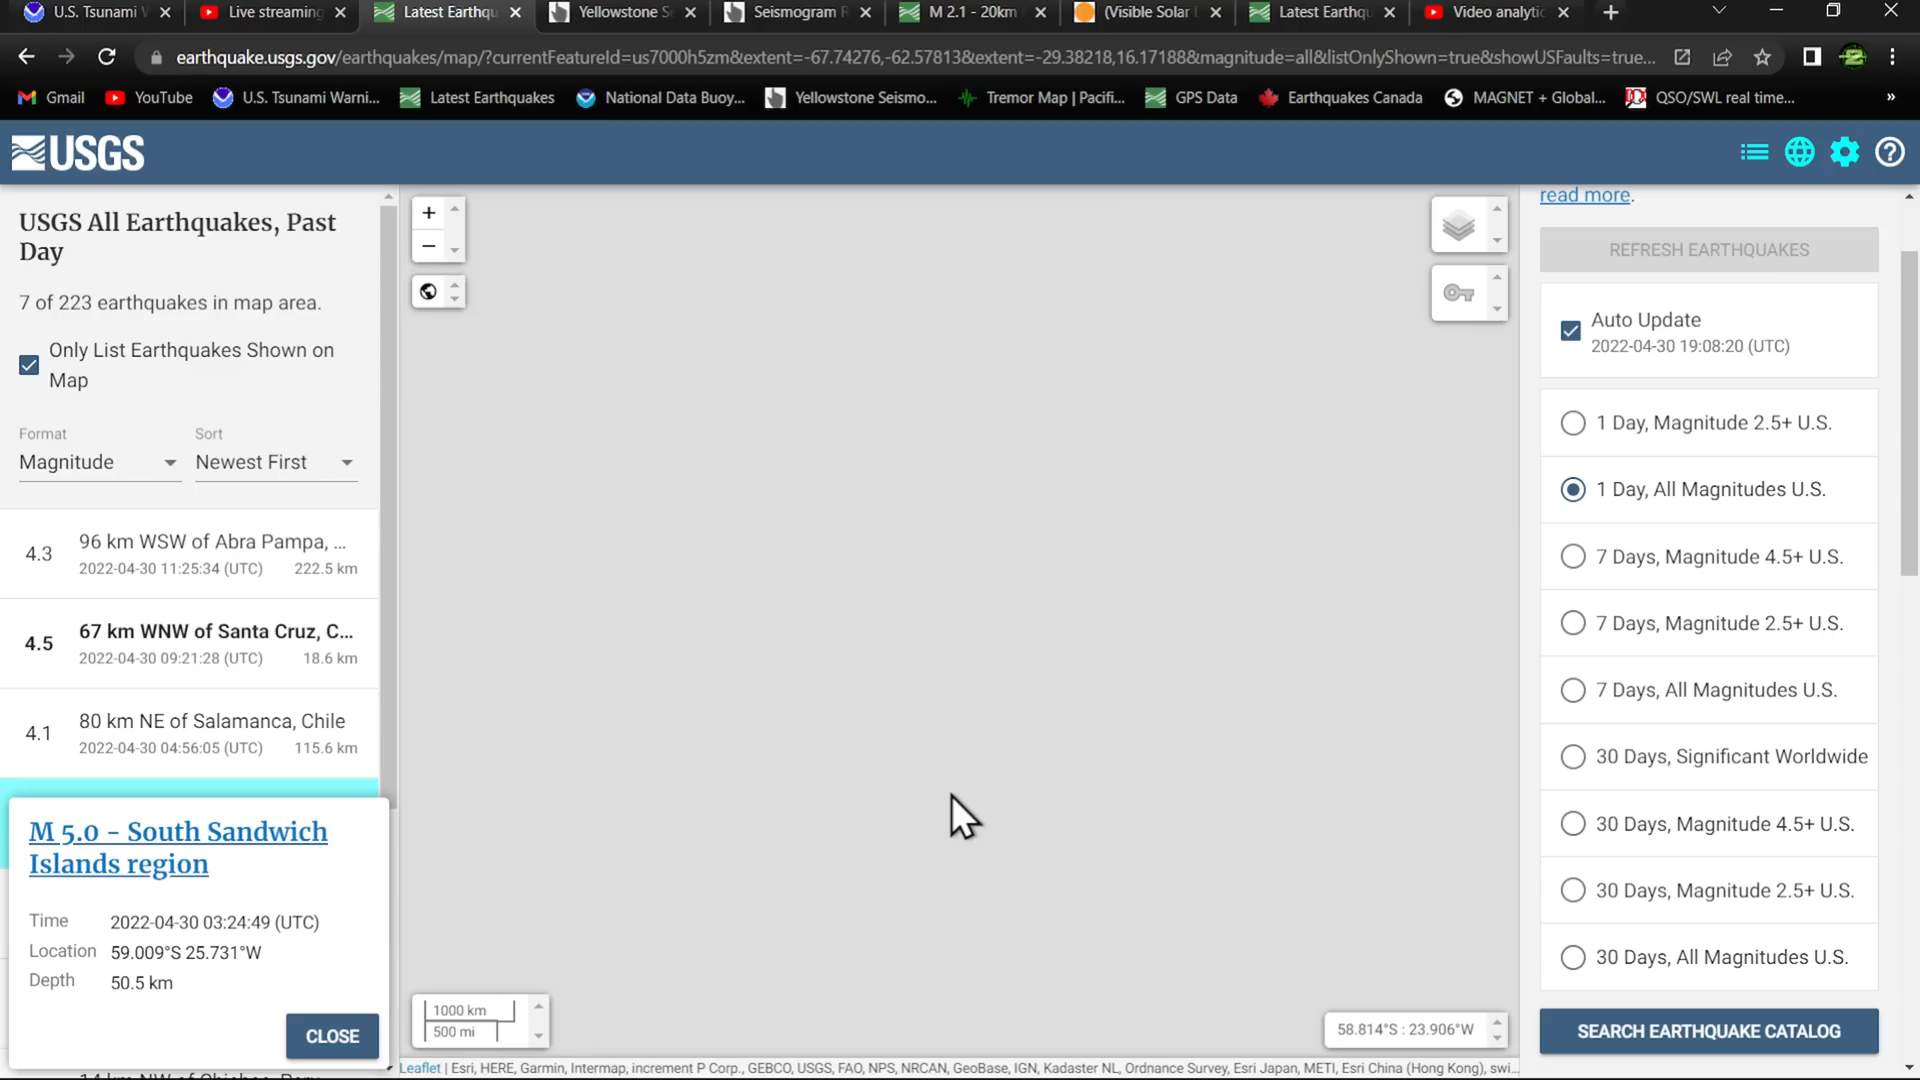 U.S. Tsunami W
Live streaming
Latest Earthqu
Yellowstone Se
Seismogram R
M 2.1 - 20km
(Visible Solar
Latest Earthqu
Video analytic
earthquake.usgs.gov/earthquakes/map/?currentFeatureId=us7000h5zm&extent=-67.74276,-62.57813&extent=-29.38218,16.17188&magnitude=all&listOnlyShown=true&showUSFaults=true...
Gmail
YouTube
U.S. Tsunami Warni...
Latest Earthquakes
National Data Buoy...
Yellowstone Seismo...
Tremor Map | Pacifi...
GPS Data
Earthquakes Canada
MAGNET + Global...
QSO/SWL real time...
»
USGS
USGS All Earthquakes, Past
Day
7 of 223 earthquakes in map area.
Only List Earthquakes Shown on
Map
Format
Magnitude
Sort
Newest First
4.3
96 km WSW of Abra Pampa, ...
2022-04-30 11:25:34 (UTC) 222.5 km
4.5
67 km WNW of Santa Cruz, C...
2022-04-30 09:21:28 (UTC) 18.6 km
4.1
80 km NE of Salamanca, Chile
2022-04-30 04:56:05 (UTC) 115.6 km
M 5.0 - South Sandwich
Islands region
Time 2022-04-30 03:24:49 (UTC)
Location 59.009°S 25.731°W
Depth 50.5 km
CLOSE
+
−
1000 km
500 mi
58.814°S : 23.906°W
Leaflet | Esri, HERE, Garmin, Intermap, increment P Corp., GEBCO, USGS, FAO, NPS, NRCAN, GeoBase, IGN, Kadaster NL, Ordnance Survey, Esri Japan, METI, Esri China (Hong Kong), swi...
read more.
REFRESH EARTHQUAKES
Auto Update
2022-04-30 19:08:20 (UTC)
1 Day, Magnitude 2.5+ U.S.
1 Day, All Magnitudes U.S.
7 Days, Magnitude 4.5+ U.S.
7 Days, Magnitude 2.5+ U.S.
7 Days, All Magnitudes U.S.
30 Days, Significant Worldwide
30 Days, Magnitude 4.5+ U.S.
30 Days, Magnitude 2.5+ U.S.
30 Days, All Magnitudes U.S.
SEARCH EARTHQUAKE CATALOG